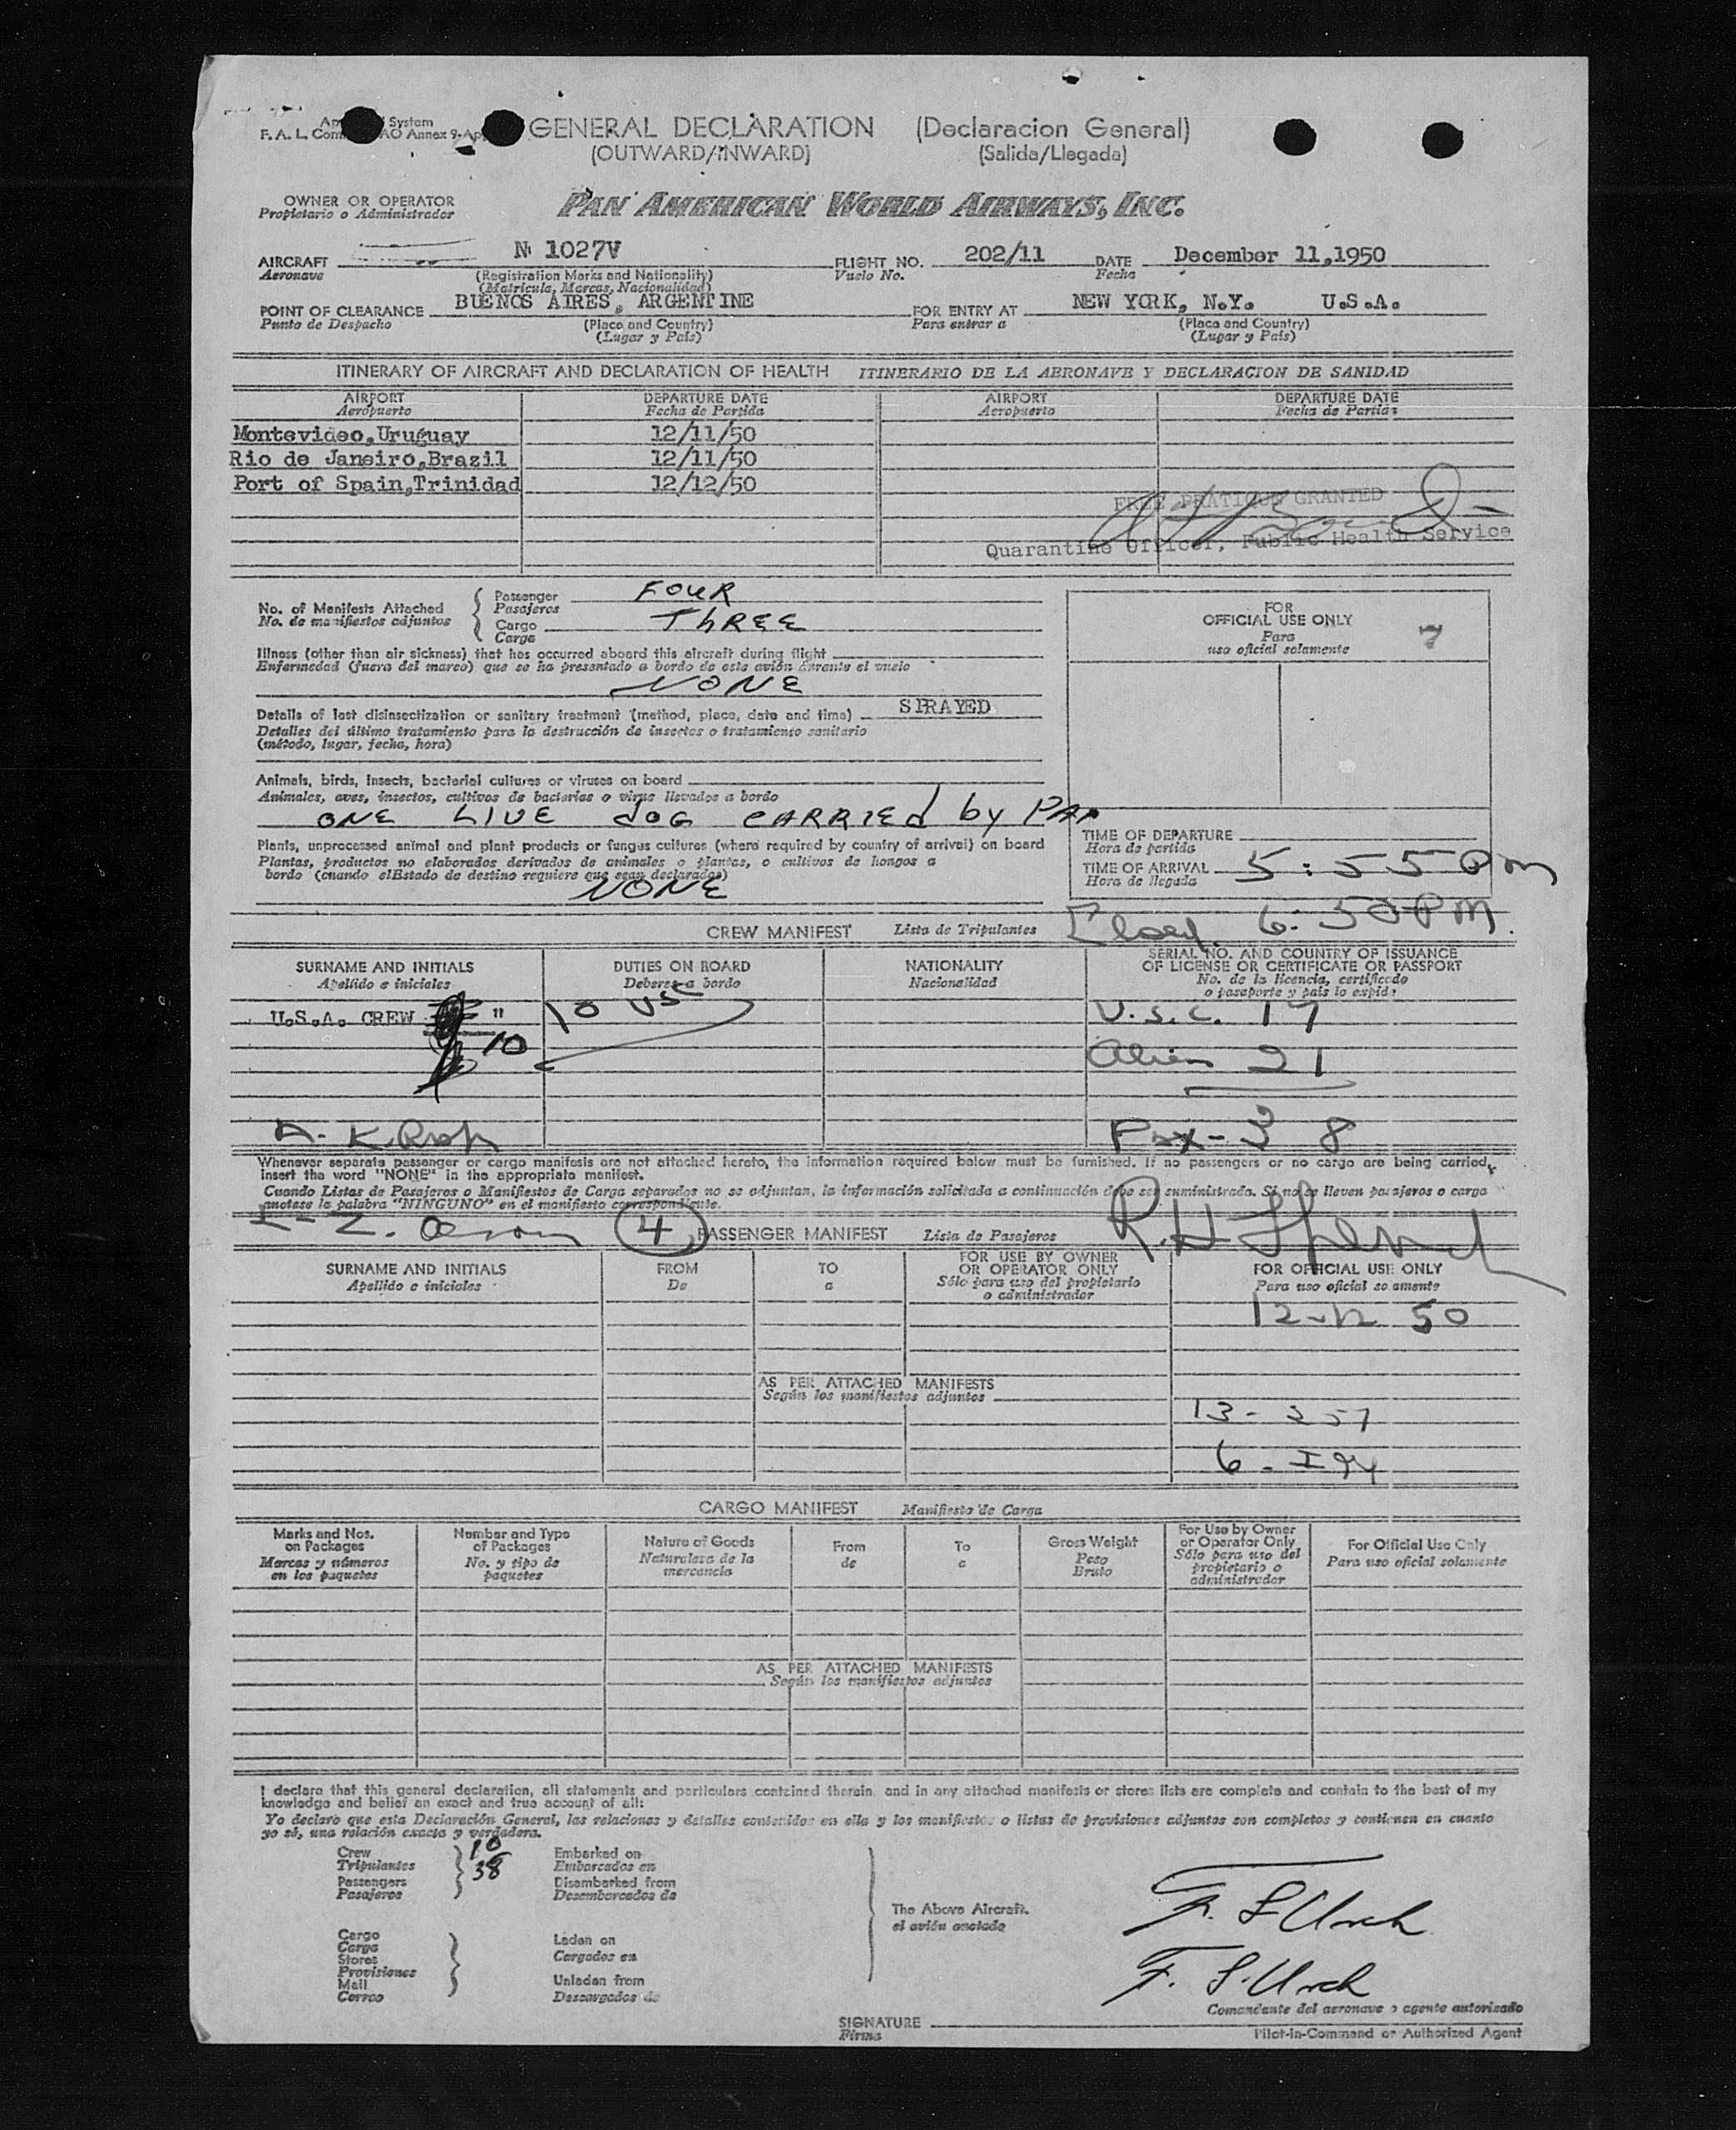 GENERAL DECLARATION (Declaracion General)
System
F. A. L. AO Annex 9-Ap
(OUTWARD/INWARD) (Salida/Llegada)
OWNER OR OPERATOR
Propietario o Administrador
PAN AMERICAN WORLD AIRWAYS, INC.
AIRCRAFT N 1027V FLIGHT NO. 202/11 DATE December 11,1950
Aeronave (Registration Marks and Nationality) Vuelo No. Fecha
(Matricula, Marcas, Nacionalidad)
POINT OF CLEARANCE BUENOS AIRES, ARGENTINE FOR ENTRY AT NEW YORK, N.Y. U.S.A.
Punto de Despacho (Place and Country) Para entrar a (Place and Country)
(Lugar y País) (Lugar y País)
ITINERARY OF AIRCRAFT AND DECLARATION OF HEALTH ITINERARIO DE LA AERONAVE Y DECLARACION DE SANIDAD
AIRPORT DEPARTURE DATE AIRPORT DEPARTURE DATE
Aeropuerto Fecha de Partida Aeropuerto Fecha de Partida
Montevideo,Uruguay 12/11/50
Rio de Janeiro,Brazil 12/11/50
Port of Spain,Trinidad 12/12/50
FREE PRATIQUE GRANTED
Quarantine Officer, Public Health Service
No. of Manifests Attached
No. de manifiestos adjuntos
Passenger FOUR
Pasajeros
Cargo THREE
Carga
FOR
OFFICIAL USE ONLY
Para
uso oficial solamente
7
Illness (other than air sickness) that has occurred aboard this aircraft during flight
Enfermedad (fuera del mareo) que se ha presentado a bordo de este avión durante el vuelo
NONE
Details of last disinsectization or sanitary treatment (method, place, date and time) SPRAYED
Detalles del último tratamiento para la destrucción de insectos o tratamiento sanitario
(método, lugar, fecha, hora)
Animals, birds, insects, bacterial cultures or viruses on board
Animales, aves, insectos, cultivos de bacterias o virus llevados a bordo
ONE LIVE dOG CARRIEd by PAA
Plants, unprocessed animal and plant products or fungus cultures (where required by country of arrival) on board
Plantas, productos no elaborados derivados de animales o plantas, o cultivos de hongos a
bordo (cuando elEstado de destino requiere que sean declarados)
NONE
TIME OF DEPARTURE
Hora de partida
TIME OF ARRIVAL 5:55 Pm
Hora de llegada
6:50 PM.
CREW MANIFEST Lista de Tripulantes
SURNAME AND INITIALS DUTIES ON BOARD NATIONALITY SERIAL NO. AND COUNTRY OF ISSUANCE
OF LICENSE OR CERTIFICATE OR PASSPORT
Apellido e iniciales Deberes a bordo Nacionalidad No. de la licencia, certificado
o pasaporte y país lo expide
U.S.A. CREW " 10 US U.S.C. 17
10 Alien 21
Pax - 38
Whenever separate passenger or cargo manifests are not attached hereto, the information required below must be furnished. If no passengers or no cargo are being carried,
insert the word "NONE" in the appropriate manifest.
Cuando Listas de Pasajeros o Manifiestos de Carga separados no se adjuntan, la información solicitada a continuación debe ser suministrada. Si no se lleven pasajeros o carga
anotese la palabra "NINGUNO" en el manifiesto correspondiente.
4 PASSENGER MANIFEST Lista de Pasajeros
SURNAME AND INITIALS FROM TO FOR USE BY OWNER
OR OPERATOR ONLY FOR OFFICIAL USE ONLY
Apellido e iniciales De a Sólo para uso del propietario
o administrador Para uso oficial solamente
12-12 50
AS PER ATTACHED MANIFESTS
Según los manifiestos adjuntos
CARGO MANIFEST Manifiesto de Carga
Marks and Nos.
on Packages
Marcas y números
en los paquetes
Number and Type
of Packages
No. y tipo de
paquetes
Nature of Goods
Naturaleza de la
mercancía
From
de
To
a
Gross Weight
Peso
Bruto
For Use by Owner
or Operator Only
Sólo para uso del
propietario o
administrador
For Official Use Only
Para uso oficial solamente
AS PER ATTACHED MANIFESTS
Según los manifiestos adjuntos
I declare that this general declaration, all statements and particulars contained therein, and in any attached manifests or stores lists are complete and contain to the best of my
knowledge and belief an exact and true account of all:
Yo declaro que esta Declaración General, las relaciones y detalles contenidos en ella y los manifiestos o listas de provisiones adjuntos son completos y contienen en cuanto
yo sé, una relación exacta y verdadera.
Crew 10 Embarked on
Tripulantes 38 Embarcados en
Passengers Disembarked from
Pasajeros Desembarcados de
The Above Aircraft.
el avión anotado
Cargo
Carga
Stores
Provisiones
Mail
Correo
Laden on
Cargados en
Unladen from
Descargados de
F. S. Urch
F. S. Urch
Comandante del aeronave o agente autorizado
SIGNATURE
Firma
Pilot-in-Command or Authorized Agent